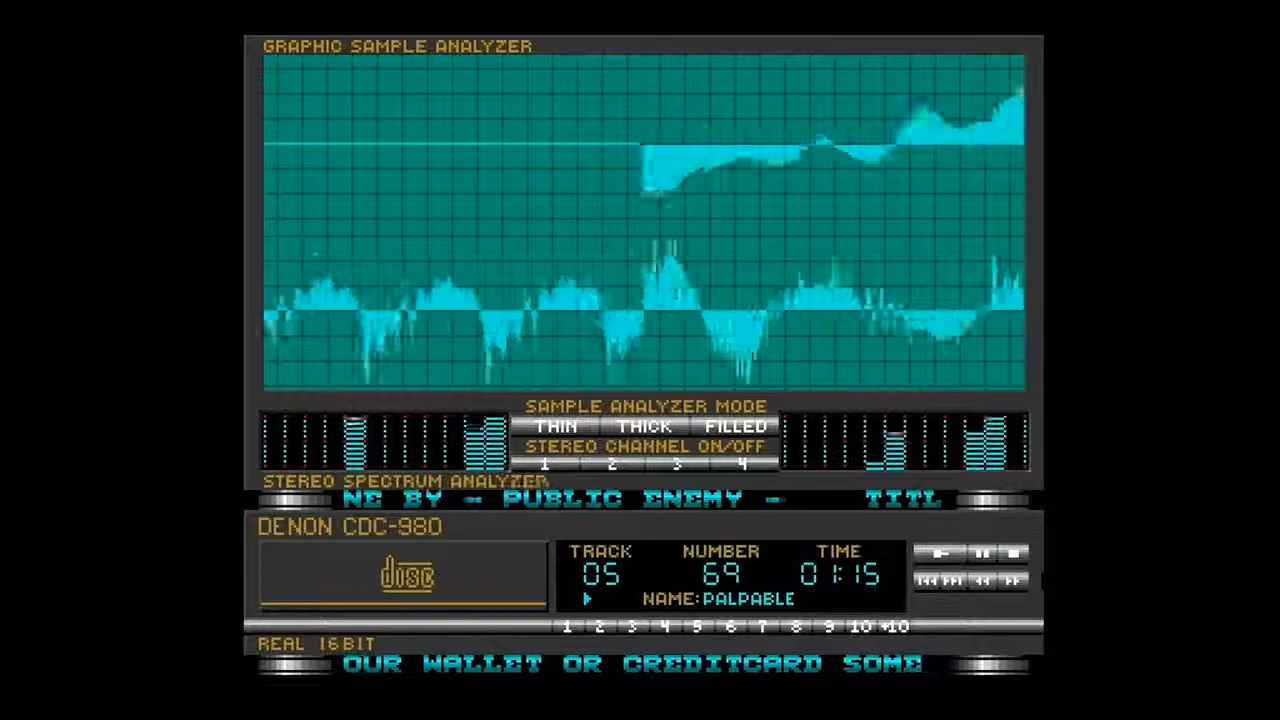 GRAPHIC SAMPLE ANALYZER
SAMPLE ANALYZER MODE
THIN THICK FILLED
STEREO CHANNEL ON/OFF
1 2 3 4
STEREO SPECTRUM ANALYZER
NE BY - PUBLIC ENEMY - TITL
DENON CDC-980
disc
TRACK NUMBER TIME
05 69 01:15
NAME:PALPABLE
1 2 3 4 5 6 7 8 9 10 +10
REAL 16BIT
OUR WALLET OR CREDITCARD SOME